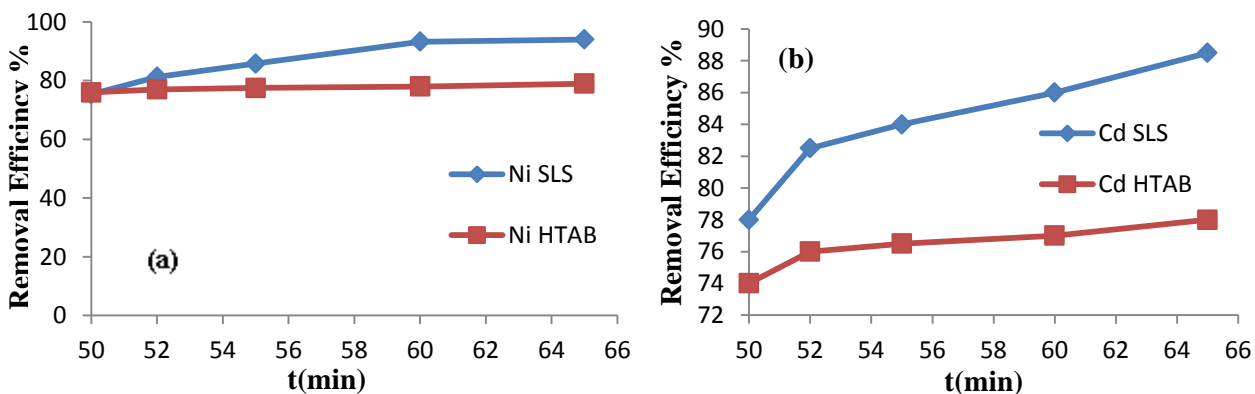 Removal Efficincy %
100
80
60
40
20
0
50 52 54 56 58 60 62 64 66
t(min)
Ni SLS
Ni HTAB
(a)
Removal Efficiency %
90
88
86
84
82
80
78
76
74
72
50 52 54 56 58 60 62 64 66
t(min)
(b)
Cd SLS
Cd HTAB